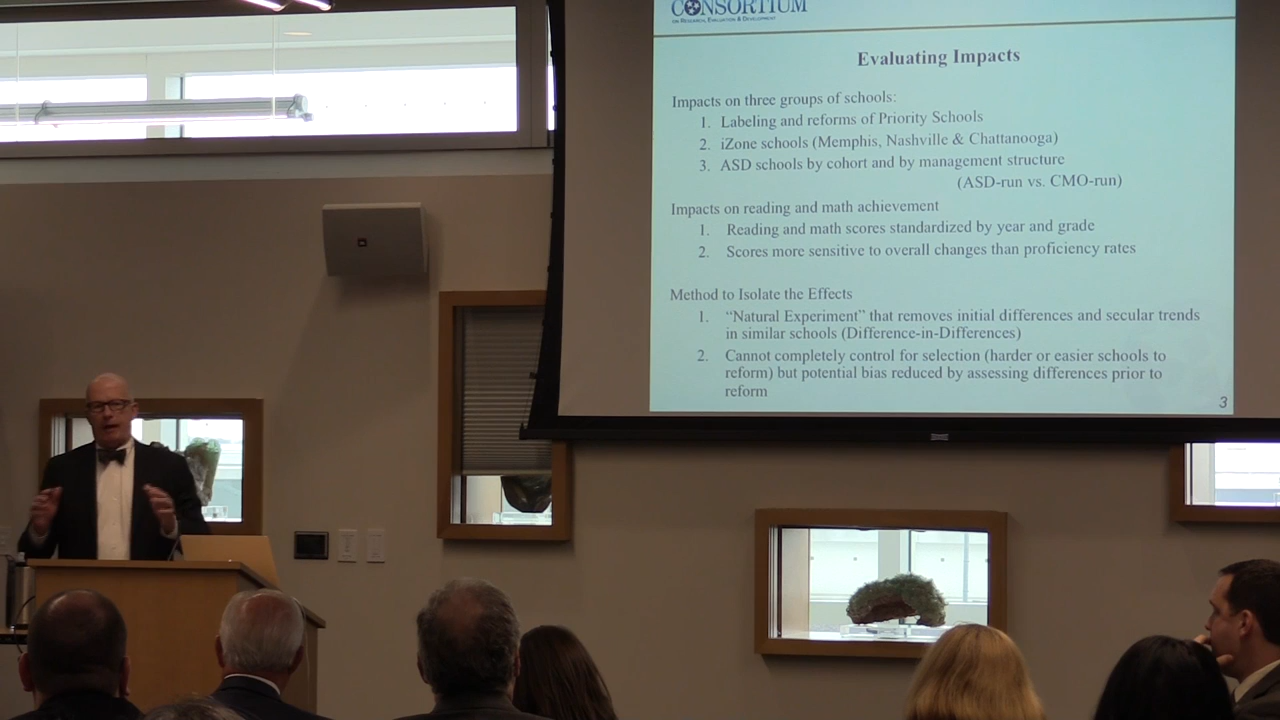 CONSORTIUM
ON RESEARCH, EVALUATION & DEVELOPMENT
Evaluating Impacts
Impacts on three groups of schools:
1. Labeling and reforms of Priority Schools
2. iZone schools (Memphis, Nashville & Chattanooga)
3. ASD schools by cohort and by management structure
(ASD-run vs. CMO-run)
Impacts on reading and math achievement
1. Reading and math scores standardized by year and grade
2. Scores more sensitive to overall changes than proficiency rates
Method to Isolate the Effects
1. “Natural Experiment” that removes initial differences and secular trends
in similar schools (Difference-in-Differences)
2. Cannot completely control for selection (harder or easier schools to
reform) but potential bias reduced by assessing differences prior to
reform
3